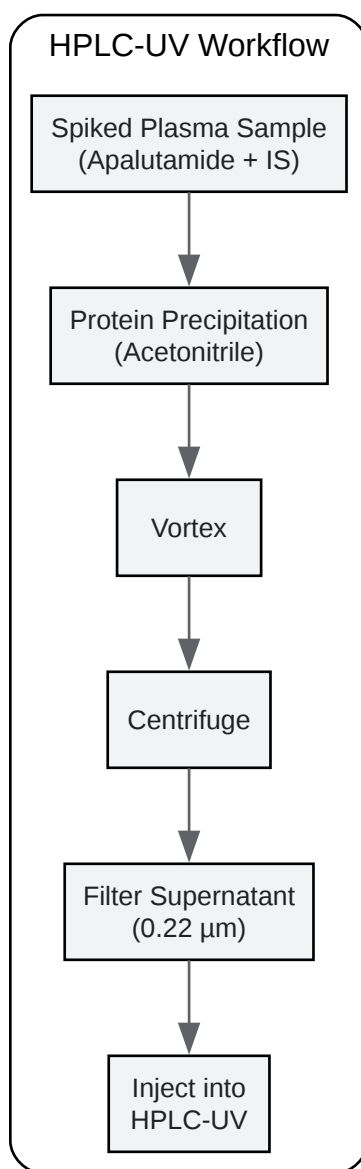 HPLC-UV Workflow
Spiked Plasma Sample
(Apalutamide + IS)
Protein Precipitation
(Acetonitrile)
Vortex
Centrifuge
Filter Supernatant
(0.22 µm)
Inject into
HPLC-UV